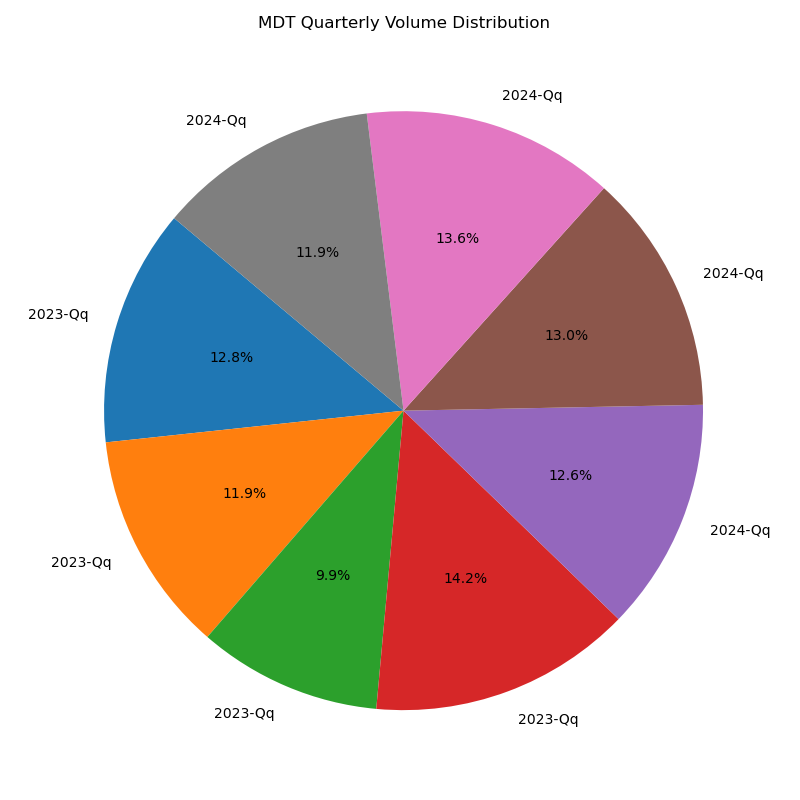 MDT Quarterly Volume Distribution
2024-Qq
2024-Qq
13.6%
11.9%
2024-Qq
2023-Qq
13.0%
12.8%
12.6%
11.9%
2024-Qq
2023-Qq
9.9%
14.2%
2023-Qq
2023-Qq